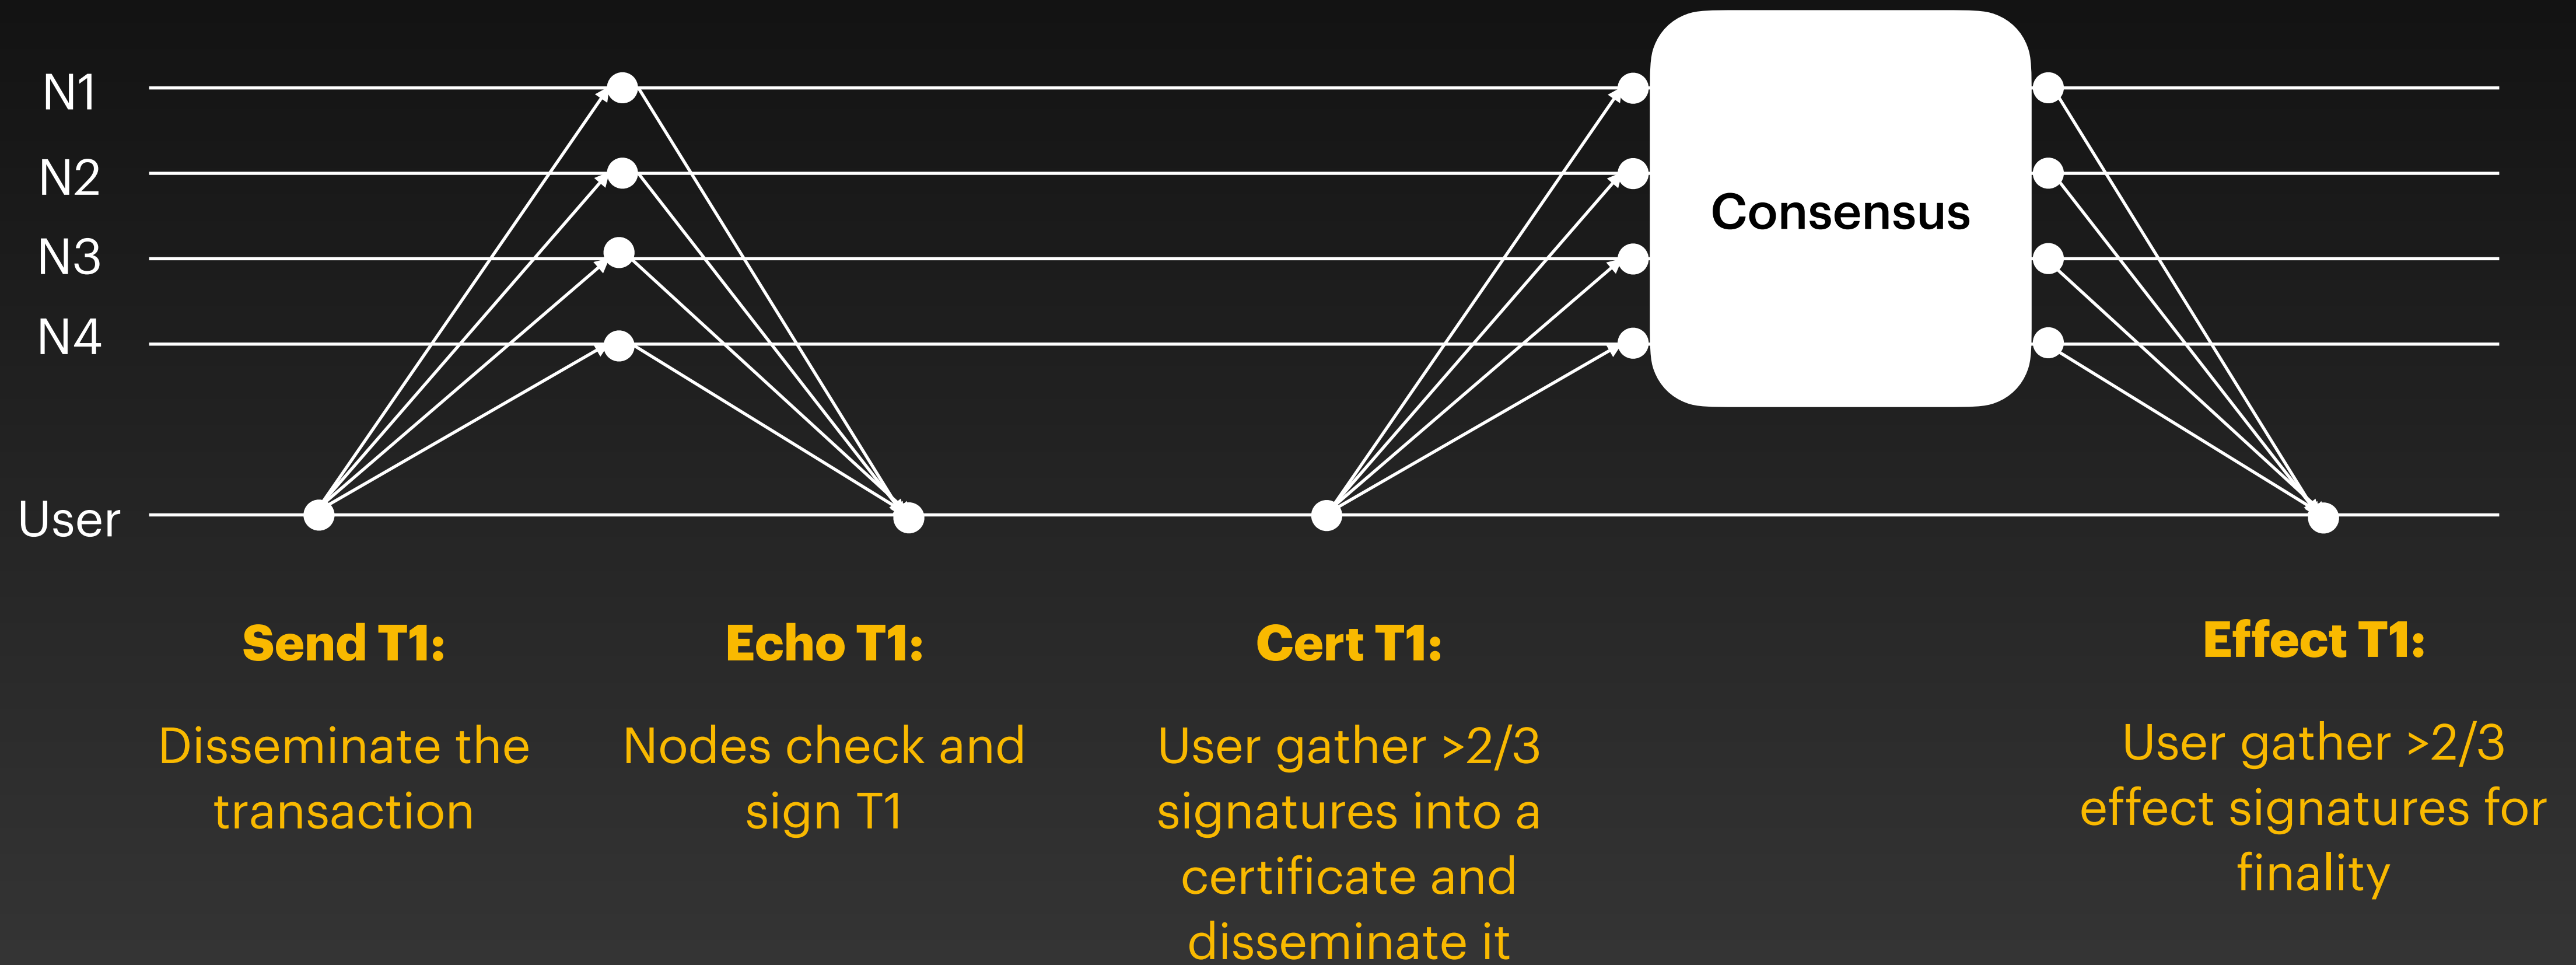 N1
N2
N3
N4
User
Consensus
Send T1:
Disseminate the
transaction
Echo T1:
Nodes check and
sign T1
Cert T1:
User gather >2/3
signatures into a
certificate and
disseminate it
Effect T1:
User gather >2/3
effect signatures for
finality